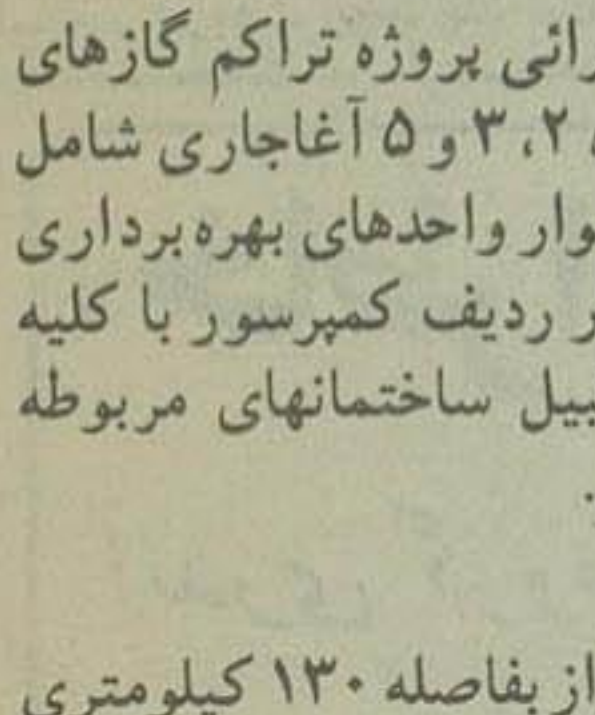 رائی پروژه تراکم گازهای
۲، ۳ و ۵ آغاجاری شامل
وار واحدهای بهره‌برداری
ر ردیف کمپرسور با کلیه
بیل ساختمانهای مربوطه
.
از بفاصله ۱۳۰ کیلومتری